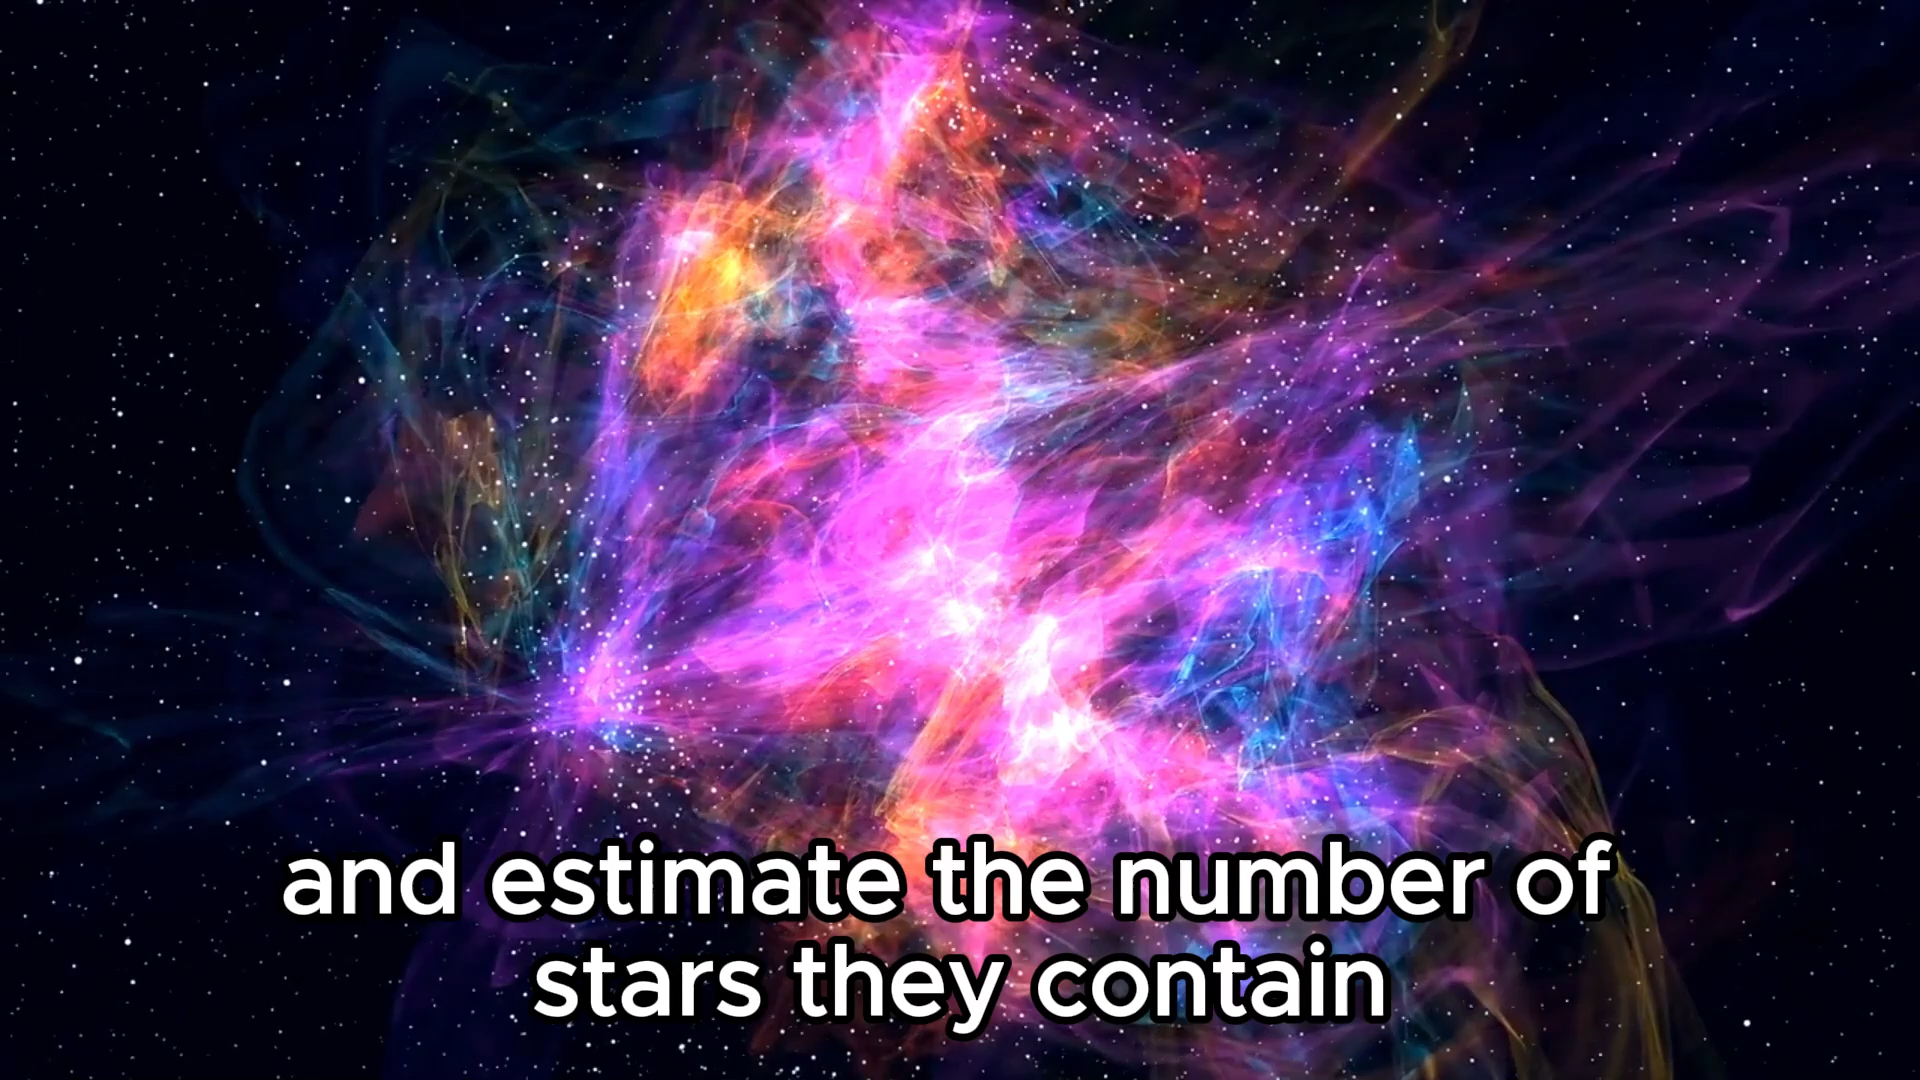 and estimate the number of
stars they contain